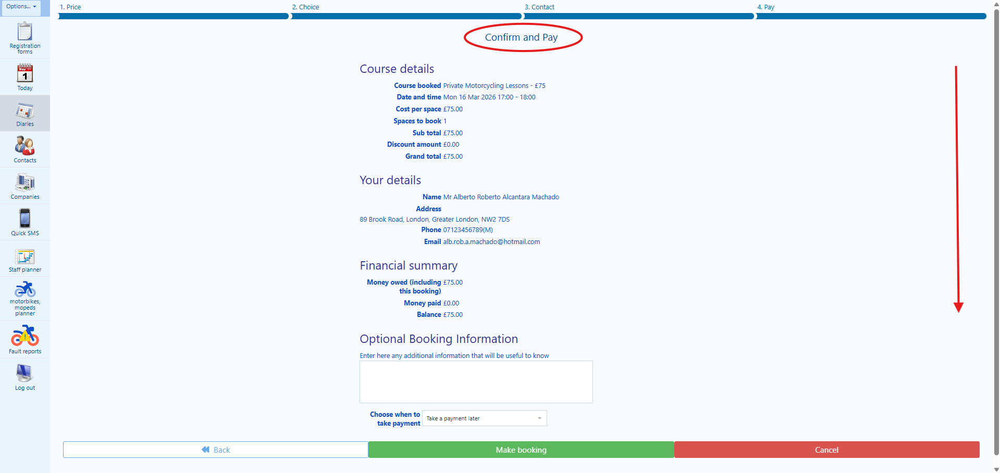 Options...
1. Price
2. Choice
3. Contact
4. Pay
Registration
forms
Day
1
Today
Diaries
Contacts
Companies
Quick SMS
Staff planner
motorbikes,
mopeds
planner
Fault reports
Log out
Confirm and Pay
Course details
Course booked Private Motorcycling Lessons - £75
Date and time Mon 16 Mar 2026 17:00 - 18:00
Cost per space £75.00
Spaces to book 1
Sub total £75.00
Discount amount £0.00
Grand total £75.00
Your details
Name Mr Alberto Roberto Alcantara Machado
Address
89 Brook Road, London, Greater London, NW2 7DS
Phone 07123456789(M)
Email alb.rob.a.machado@hotmail.com
Financial summary
Money owed (including £75.00
this booking)
Money paid £0.00
Balance £75.00
Optional Booking Information
Enter here any additional information that will be useful to know
Choose when to
take payment
Take a payment later
Back
Make booking
Cancel